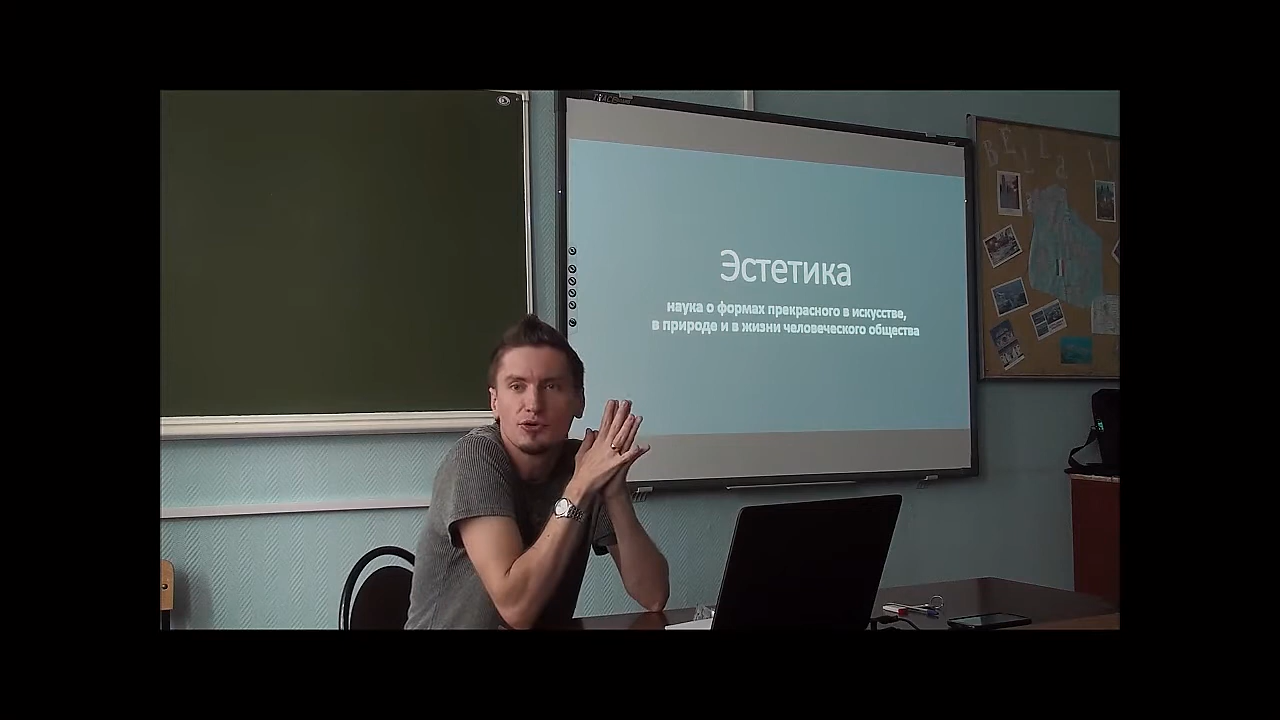 Эстетика
наука о формах прекрасного в искусстве,
в природе и в жизни человеческого общества